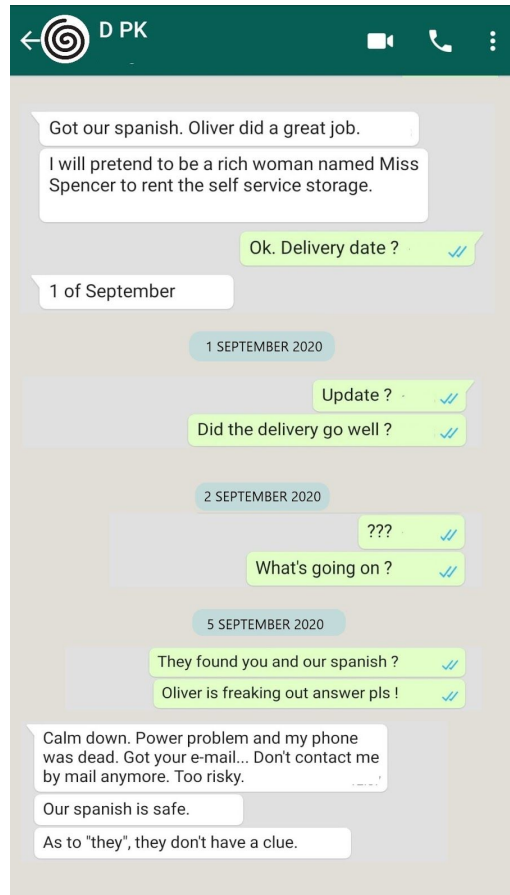 D PK
Got our spanish. Oliver did a great job.
I will pretend to be a rich woman named Miss
Spencer to rent the self service storage.
Ok. Delivery date ?
1 of September
1 SEPTEMBER 2020
Update ?
Did the delivery go well ?
2 SEPTEMBER 2020
???
What's going on ?
5 SEPTEMBER 2020
They found you and our spanish ?
Oliver is freaking out answer pls !
Calm down. Power problem and my phone
was dead. Got your e-mail... Don't contact me
by mail anymore. Too risky.
Our spanish is safe.
As to "they", they don't have a clue.